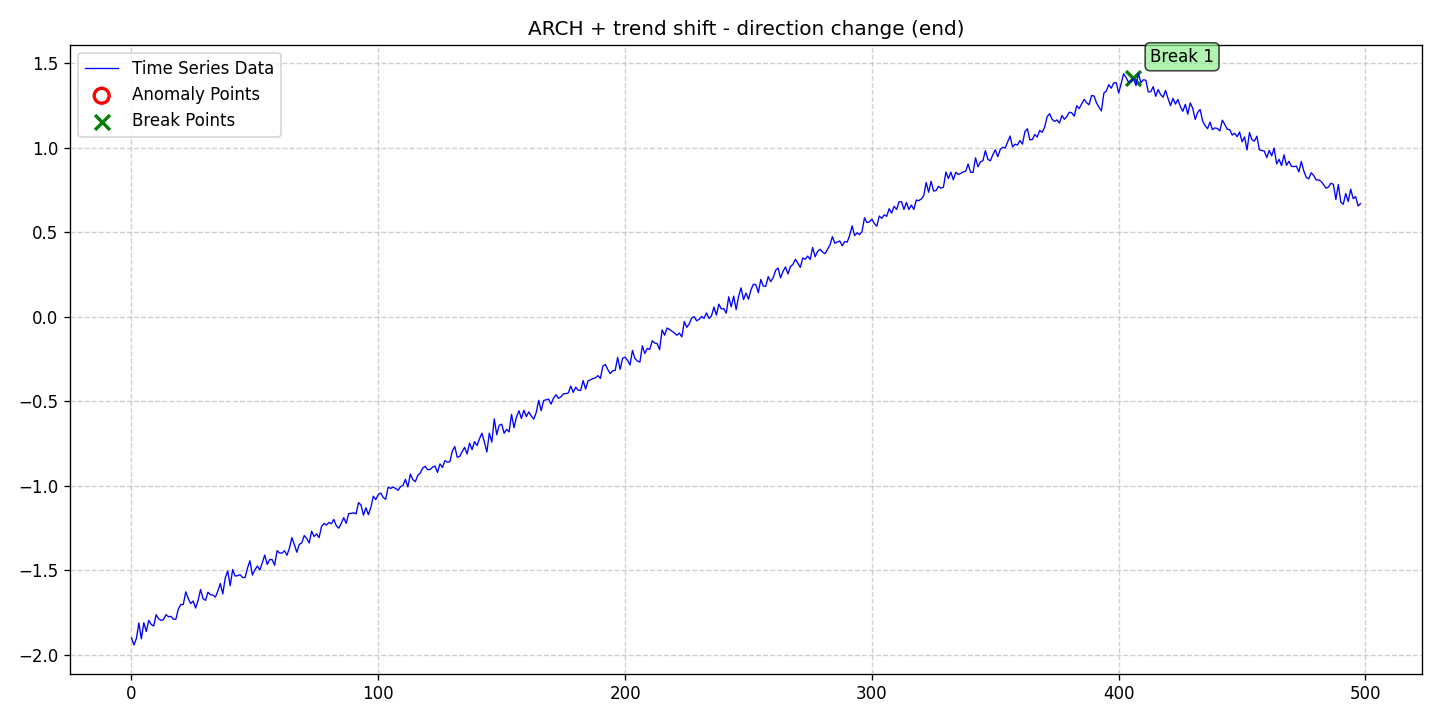 ARCH + trend shift - direction change (end)
Break 1
Time Series Data
Anomaly Points
Break Points
1.5
1.0
0.5
0.0
−0.5
−1.0
−1.5
−2.0
0 100 200 300 400 500